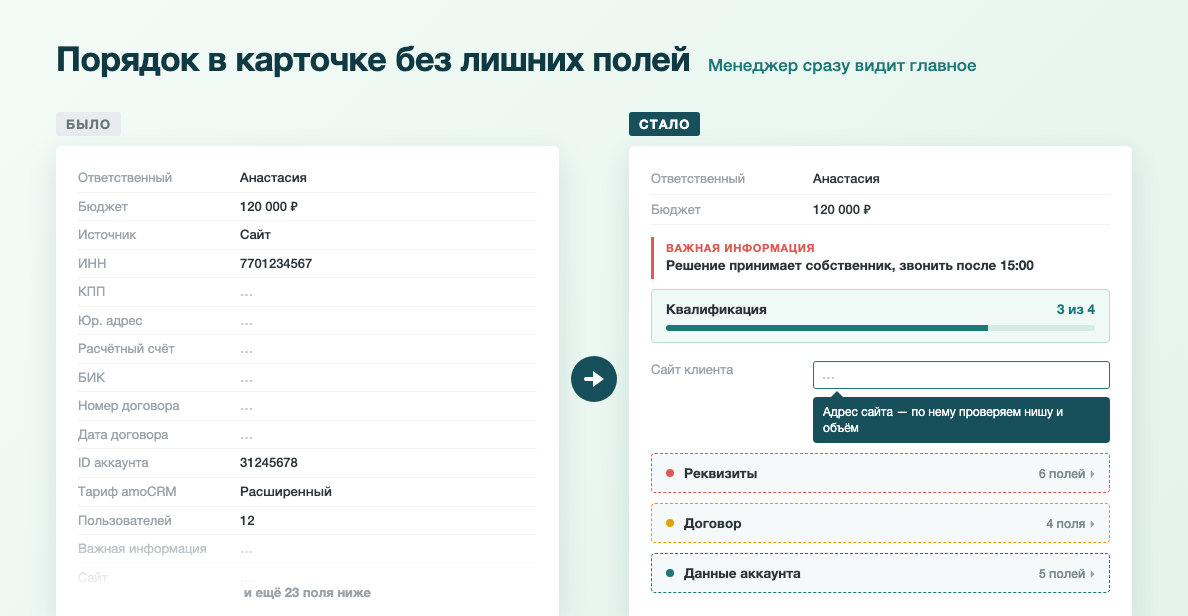 Порядок в карточке без лишних полей Менеджер сразу видит главное
БЫЛО
Ответственный Анастасия
Бюджет 120 000 ₽
Источник Сайт
ИНН 7701234567
КПП ...
Юр. адрес ...
Расчётный счёт ...
БИК ...
Номер договора ...
Дата договора ...
ID аккаунта 31245678
Тариф amoCRM Расширенный
Пользователей 12
Важная информация ...
Сайт ...
и ещё 23 поля ниже
СТАЛО
Ответственный Анастасия
Бюджет 120 000 ₽
ВАЖНАЯ ИНФОРМАЦИЯ
Решение принимает собственник, звонить после 15:00
Квалификация 3 из 4
Сайт клиента ...
Адрес сайта — по нему проверяем нишу и
объём
Реквизиты 6 полей
Договор 4 поля
Данные аккаунта 5 полей